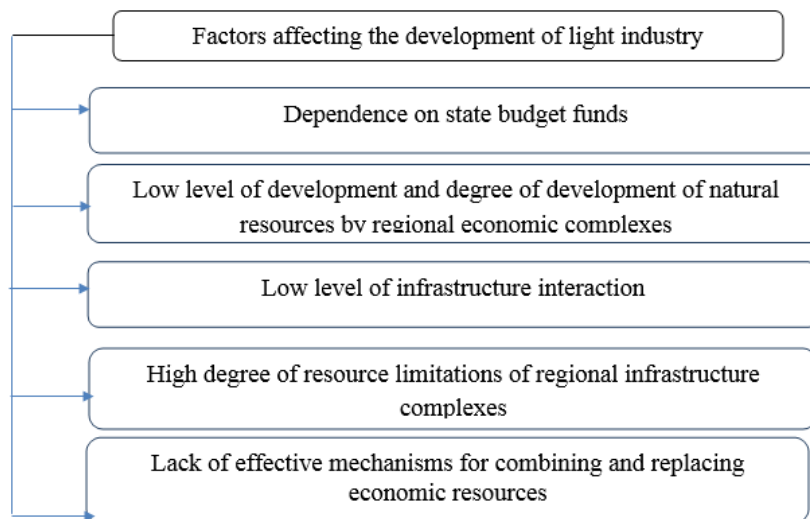 Factors affecting the development of light industry
Dependence on state budget funds
Low level of development and degree of development of natural
resources by regional economic complexes
Low level of infrastructure interaction
High degree of resource limitations of regional infrastructure
complexes
Lack of effective mechanisms for combining and replacing
economic resources